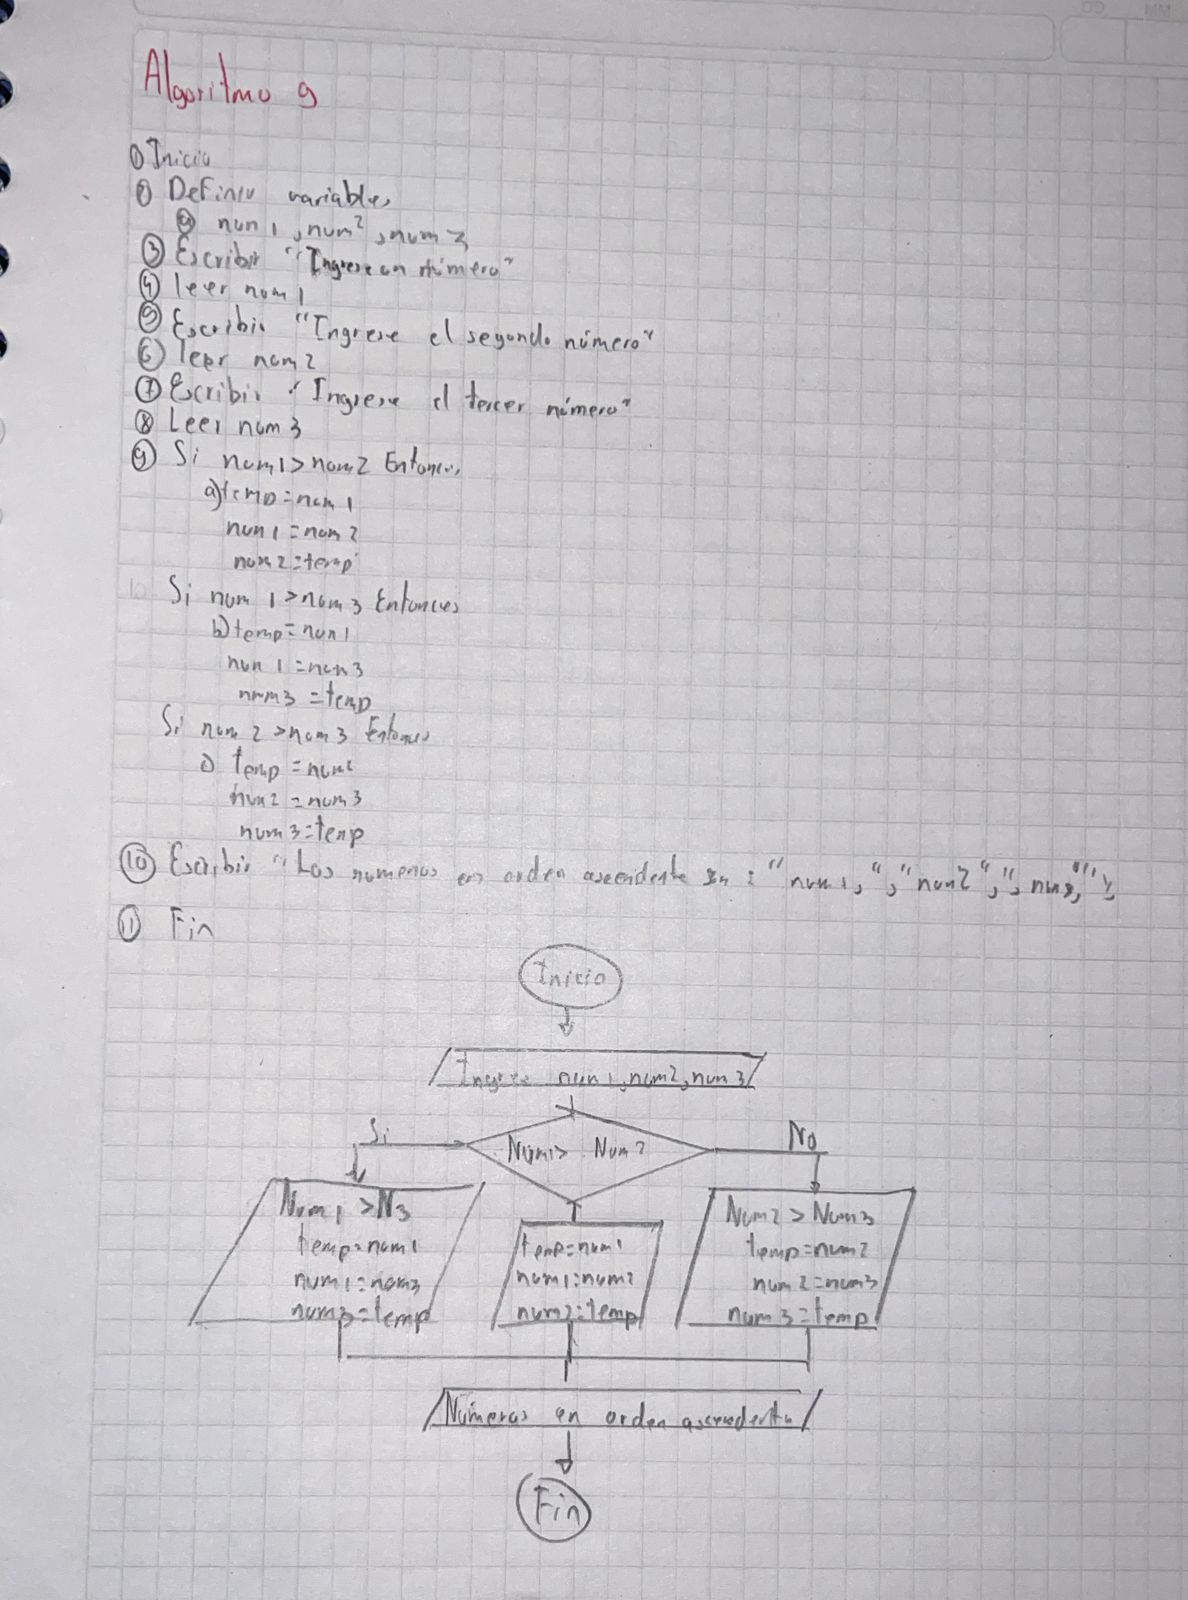 DD MM
Algoritmo 9
① Inicio
② Definir variables
ⓐ num1, num2, num3
③ Escribir "Ingrese un número"
④ leer num1
⑤ Escribir "Ingrese el segundo número"
⑥ leer num2
⑦ Escribir "Ingrese el tercer número"
⑧ Leer num3
⑨ Si num1 > num2 Entonces
a) temp = num1
num1 = num2
num2 = temp
10 Si num1 > num3 Entonces
b) temp = num1
num1 = num3
num3 = temp
Si num2 > num3 Entonces
c) temp =
num2 = num3
num3 = temp
⑩ Escribir "Los numeros en orden ascendente son: " num1, ", " num2 ", ", num3,
⑪ Fin
Inicio
Ingrese num1, num2, num3
Si
Num1 > Num2
No
Num1 > N3
temp = num1
num1 = num3
num3 = temp
temp = num1
num1 = num2
num2 = temp
Num2 > Num3
temp = num2
num2 = num3
num3 = temp
Números en orden ascendente
Fin